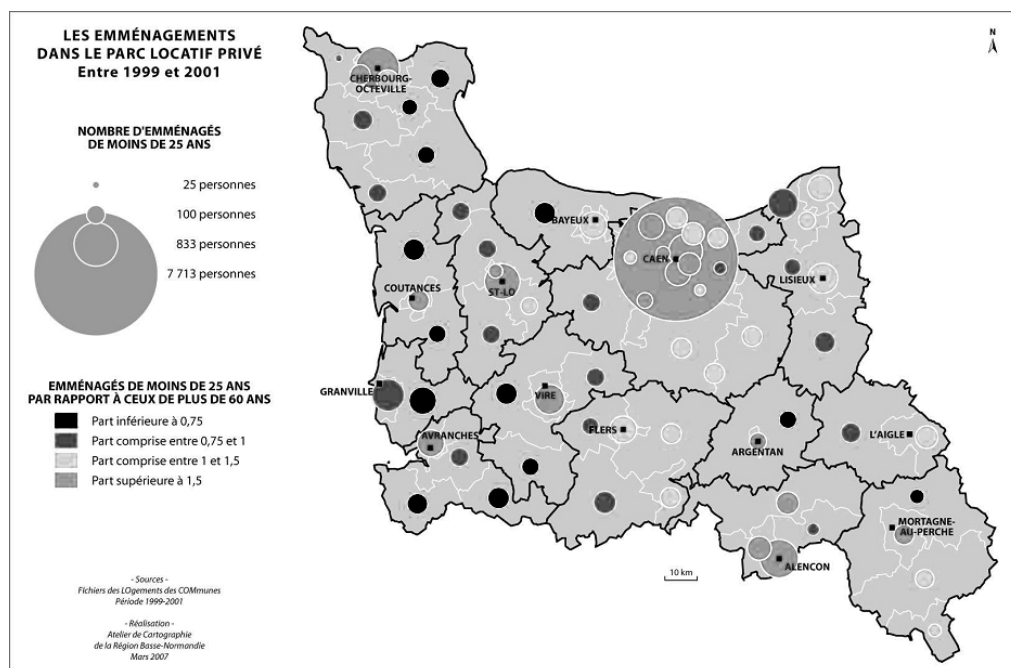 LES EMMÉNAGEMENTS
DANS LE PARC LOCATIF PRIVÉ
Entre 1999 et 2001
NOMBRE D'EMMÉNAGÉS
DE MOINS DE 25 ANS
25 personnes
100 personnes
833 personnes
7 713 personnes
EMMÉNAGÉS DE MOINS DE 25 ANS
PAR RAPPORT À CEUX DE PLUS DE 60 ANS
Part inférieure à 0,75
Part comprise entre 0,75 et 1
Part comprise entre 1 et 1,5
Part supérieure à 1,5
- Sources -
FIchiers des LOgements des COMmunes
Période 1999-2001
- Réalisation -
Atelier de Cartographie
de la Région Basse-Normandie
Mars 2007
N
CHERBOURG-
OCTEVILLE
BAYEUX
CAEN
LISIEUX
COUTANCES
ST-LO
GRANVILLE
VIRE
AVRANCHES
FLERS
ARGENTAN
L'AIGLE
MORTAGNE-
AU-PERCHE
ALENCON
10 km